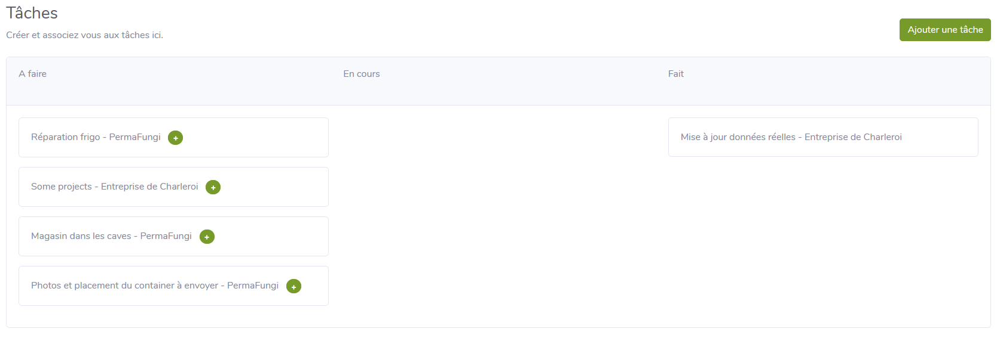 Tâches
Créer et associez vous aux tâches ici.
Ajouter une tâche
A faire
En cours
Fait
Réparation frigo - PermaFungi +
Some projects - Entreprise de Charleroi +
Magasin dans les caves - PermaFungi +
Photos et placement du container à envoyer - PermaFungi +
Mise à jour données réelles - Entreprise de Charleroi